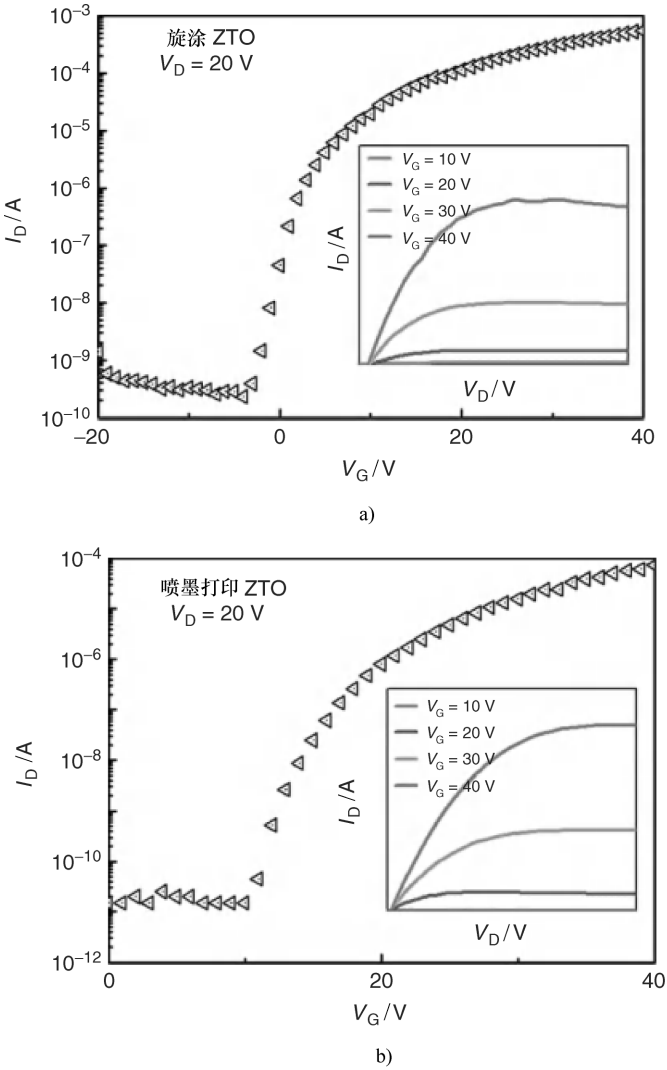 旋涂 ZTO
V_D = 20 V
I_D/A
10⁻³
10⁻⁴
10⁻⁵
10⁻⁶
10⁻⁷
10⁻⁸
10⁻⁹
10⁻¹⁰
V_G = 10 V
V_G = 20 V
V_G = 30 V
V_G = 40 V
I_D/A
V_D/V
−20
0
20
40
V_G/V
a)
喷墨打印 ZTO
V_D = 20 V
I_D/A
10⁻⁴
10⁻⁶
10⁻⁸
10⁻¹⁰
10⁻¹²
V_G = 10 V
V_G = 20 V
V_G = 30 V
V_G = 40 V
I_D/A
V_D/V
0
20
40
V_G/V
b)